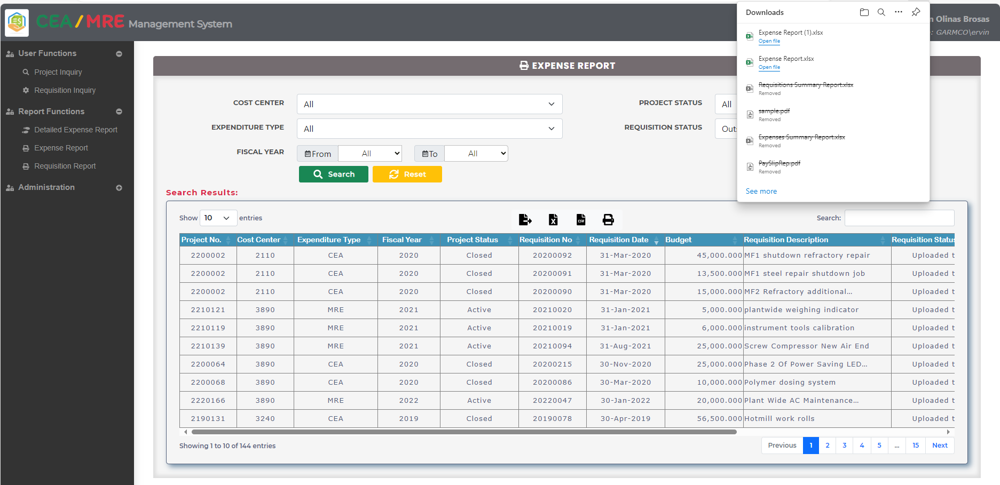 CEA/MRE Management System
n Olinas Brosas
: GARMCO\ervin
Downloads
Expense Report (1).xlsx
Open file
Expense Report.xlsx
Open file
Requisitions Summary Report.xlsx
Removed
sample.pdf
Removed
Expenses Summary Report.xlsx
Removed
PaySlipRep.pdf
Removed
See more
User Functions
Project Inquiry
Requisition Inquiry
Report Functions
Detailed Expense Report
Expense Report
Requisition Report
Administration
EXPENSE REPORT
COST CENTER All PROJECT STATUS All
EXPENDITURE TYPE All REQUISITION STATUS Out
FISCAL YEAR From All To All
Search Reset
Search Results:
Show 10 entries Search:
Project No. Cost Center Expenditure Type Fiscal Year Project Status Requisition No Requisition Date Budget Requisition Description Requisition Status
2200002 2110 CEA 2020 Closed 20200092 31-Mar-2020 45,000.000 MF1 shutdown refractory repair Uploaded t
2200002 2110 CEA 2020 Closed 20200091 31-Mar-2020 13,500.000 MF1 steel repair shutdown job Uploaded t
2200002 2110 CEA 2020 Closed 20200090 31-Mar-2020 15,000.000 MF2 Refractory additional... Uploaded t
2210121 3890 MRE 2021 Active 20210020 31-Jan-2021 5,000.000 plantwide weighing indicator Uploaded t
2210119 3890 MRE 2021 Active 20210019 31-Jan-2021 6,000.000 instrument tools calibration Uploaded t
2210139 3890 MRE 2021 Active 20210094 31-Aug-2021 25,000.000 Screw Compressor New Air End Uploaded t
2200064 3890 CEA 2020 Closed 20200215 30-Nov-2020 25,000.000 Phase 2 Of Power Saving LED... Uploaded t
2200068 3890 CEA 2020 Closed 20200086 30-Mar-2020 10,000.000 Polymer dosing system Uploaded t
2220166 3890 MRE 2022 Active 20220047 30-Jan-2022 20,000.000 Plant Wide AC Maintenance... Uploaded t
2190131 3240 CEA 2019 Closed 20190078 30-Apr-2019 56,500.000 Hotmill work rolls Uploaded t
Showing 1 to 10 of 144 entries
Previous 1 2 3 4 5 ... 15 Next